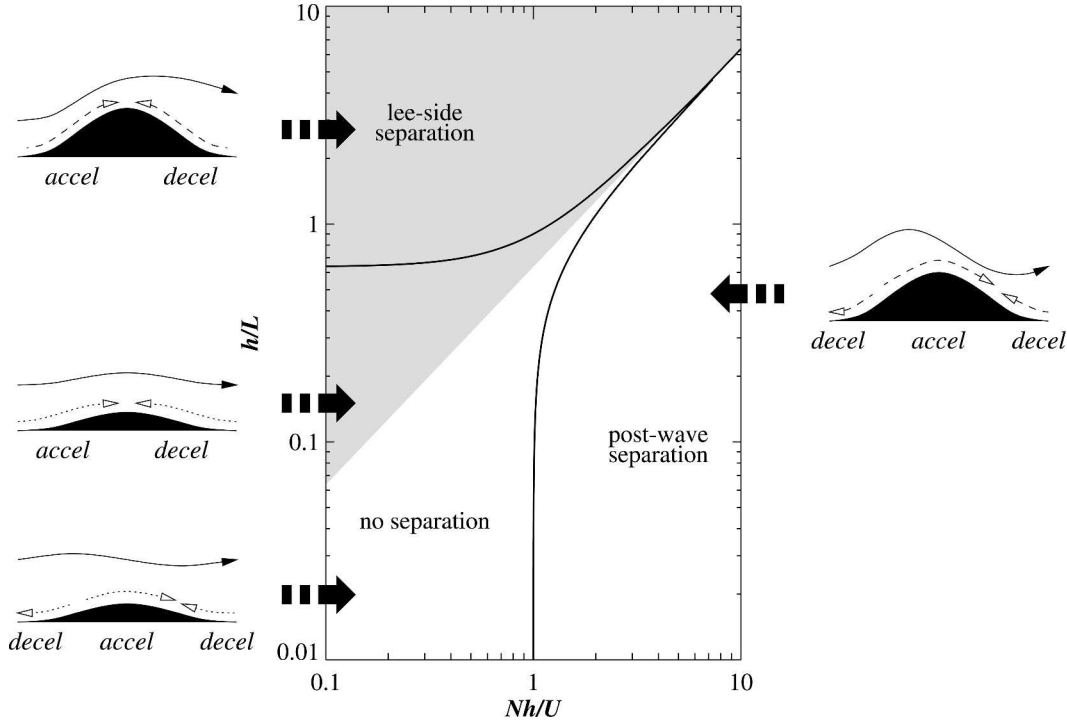 10
lee-side
separation
accel decel
1
h/L
decel accel decel
accel decel
0.1
post-wave
separation
no separation
decel accel decel
0.01
0.1 1 10
Nh/U